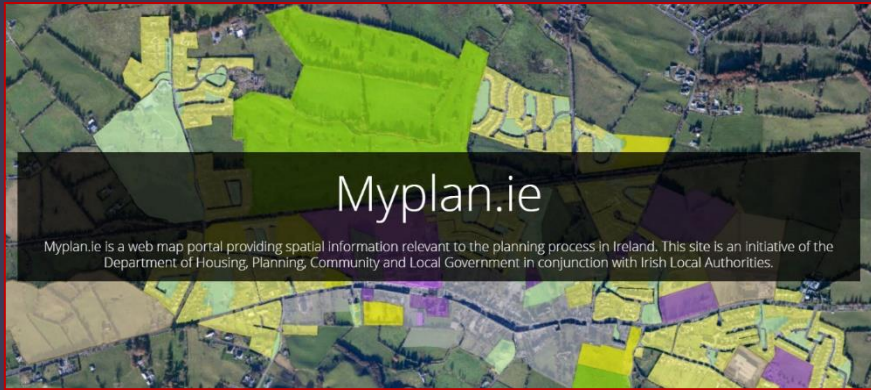 Myplan.ie
Myplan.ie is a web map portal providing spatial information relevant to the planning process in Ireland. This site is an initiative of the
Department of Housing, Planning, Community and Local Government in conjunction with Irish Local Authorities.